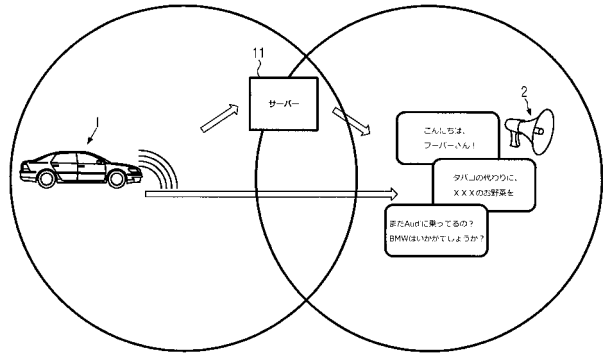 1
11
サーバー
2
こんにちは、
フーバーさん!
タバコの代わりに、
XXXのお野菜を
まだAudiに乗ってるの?
BMWはいかがでしょうか?